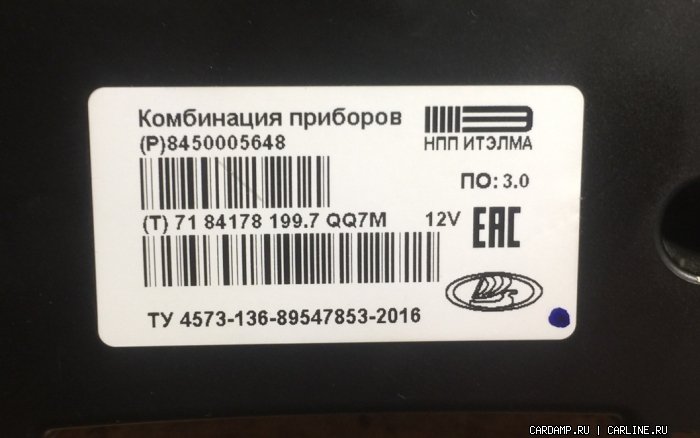 Комбинация приборов
(P)8450005648
НПП ИТЭЛМА
ПО: 3.0
(T) 71 84178 199.7 QQ7M 12V
EAC
ТУ 4573-136-89547853-2016
CARDAMP.RU | CARLINE.RU